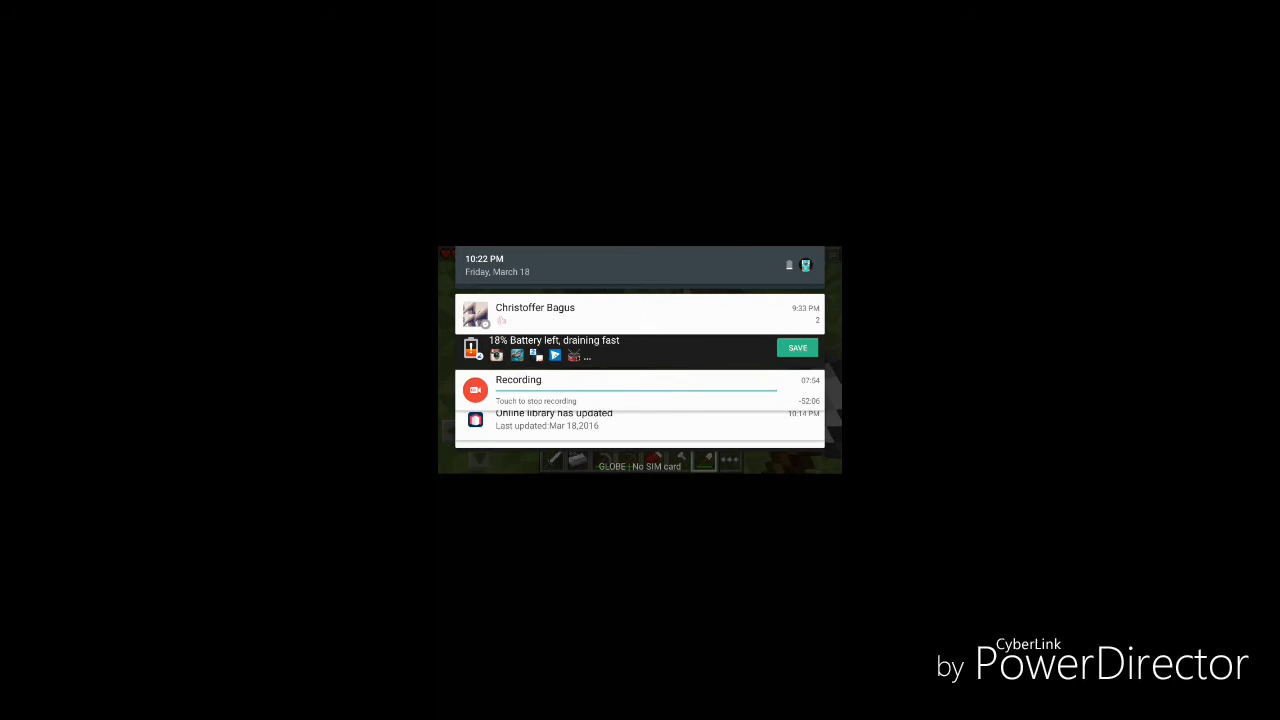 10:22 PM
Friday, March 18
Christoffer Bagus
9:33 PM
2
18% Battery left, draining fast
...
SAVE
Recording
07:54
Touch to stop recording
-52:06
Online library has updated
10:14 PM
Last updated:Mar 18,2016
GLOBE | No SIM card
CyberLink
by PowerDirector